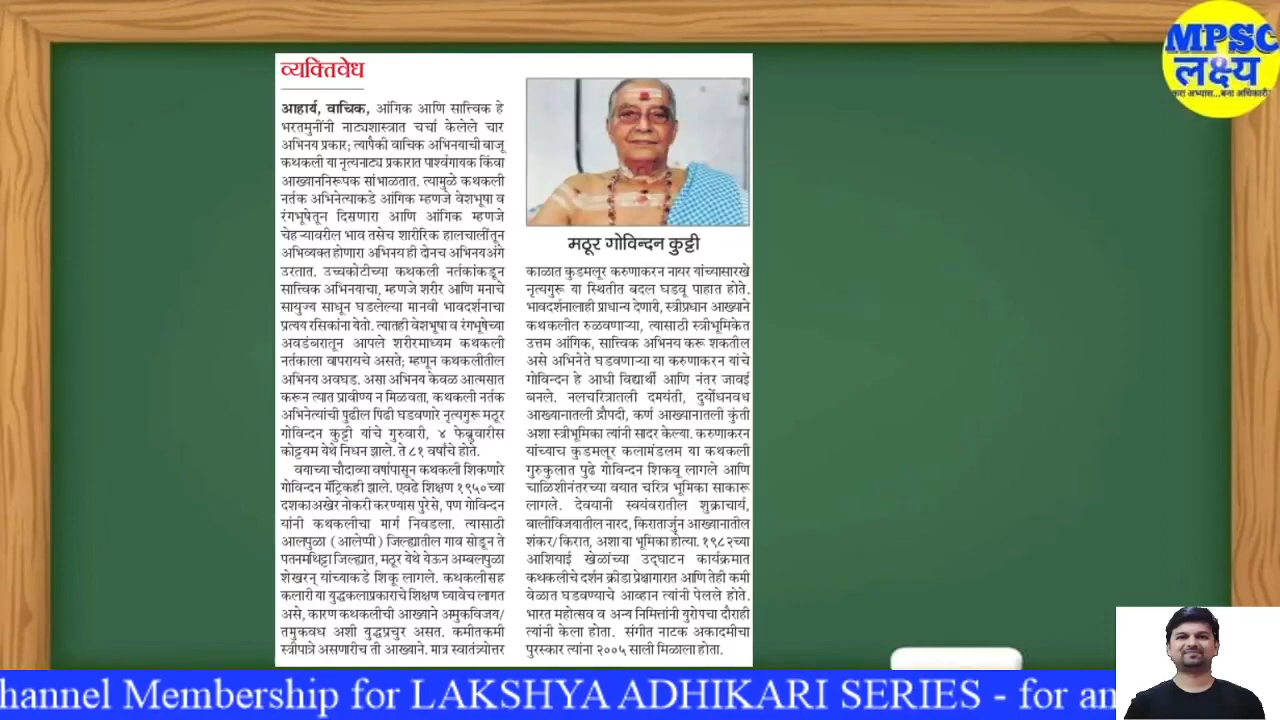 MPSC
लक्ष्य
करा अभ्यास...बना अधिकारी!
व्यक्तिवेध
आहार्य, वाचिक, आंगिक आणि सात्त्विक हे
भरतमुनींनी नाट्यशास्त्रात चर्चा केलेले चार
अभिनय प्रकार; त्यापैकी वाचिक अभिनयाची बाजू
कथकली या नृत्यनाट्य प्रकारात पार्श्वगायक किंवा
आख्याननिरूपक सांभाळतात. त्यामुळे कथकली
नर्तक अभिनेत्याकडे आंगिक म्हणजे वेशभूषा व
रंगभूषेतून दिसणारा आणि आंगिक म्हणजे
चेहऱ्यावरील भाव तसेच शारीरिक हालचालींतून
अभिव्यक्त होणारा अभिनय ही दोनच अभिनयअंगे
उरतात. उच्चकोटीच्या कथकली नर्तकांकडून
सात्त्विक अभिनयाचा, म्हणजे शरीर आणि मनाचे
सायुज्य साधून घडलेल्या मानवी भावदर्शनाचा
प्रत्यय रसिकांना येतो. त्यातही वेशभूषा व रंगभूषेच्या
अवडंबरातून आपले शरीरमाध्यम कथकली
नर्तकाला वापरायचे असते; म्हणून कथकलीतील
अभिनय अवघड. असा अभिनय केवळ आत्मसात
करून त्यात प्रावीण्य न मिळवता, कथकली नर्तक
अभिनेत्यांची पुढील पिढी घडवणारे नृत्यगुरू मठूर
गोविन्दन कुट्टी यांचे गुरुवारी, ४ फेब्रुवारीस
कोट्टयम येथे निधन झाले. ते ८१ वर्षांचे होते.
वयाच्या चौदाव्या वर्षापासून कथकली शिकणारे
गोविन्दन मॅट्रिकही झाले. एवढे शिक्षण १९५०च्या
दशकाअखेर नोकरी करण्यास पुरेसे, पण गोविन्दन
यांनी कथकलीचा मार्ग निवडला. त्यासाठी
आलपुळा (आलेप्पी) जिल्ह्यातील गाव सोडून ते
पतनमथिट्टा जिल्ह्यात, मठूर येथे येऊन अम्बलपुळा
शेखरन् यांच्याकडे शिकू लागले. कथकलीसह
कलारी या युद्धकलाप्रकाराचे शिक्षण घ्यावेच लागत
असे, कारण कथकलीची आख्याने अमुकविजय/
तमुकवध अशी युद्धप्रचुर असत. कमीतकमी
स्त्रीपात्रे असणारीच ती आख्याने. मात्र स्वातंत्र्योत्तर
मठूर गोविन्दन कुट्टी
काळात कुडमलूर करुणाकरन नायर यांच्यासारखे
नृत्यगुरू या स्थितीत बदल घडवू पाहात होते.
भावदर्शनालाही प्राधान्य देणारी, स्त्रीप्रधान आख्याने
कथकलीत रुळवणाऱ्या, त्यासाठी स्त्रीभूमिकेत
उत्तम आंगिक, सात्त्विक अभिनय करू शकतील
असे अभिनेते घडवणाऱ्या या करुणाकरन यांचे
गोविन्दन हे आधी विद्यार्थी आणि नंतर जावई
बनले. नलचरित्रातली दमयंती, दुर्योधनवध
आख्यानातली द्रौपदी, कर्ण आख्यानातली कुंती
अशा स्त्रीभूमिका त्यांनी सादर केल्या. करुणाकरन
यांच्याच कुडमलूर कलामंडलम या कथकली
गुरुकुलात पुढे गोविन्दन शिकवू लागले आणि
चाळिशीनंतरच्या वयात चरित्र भूमिका साकारू
लागले. देवयानी स्वयंवरातील शुक्राचार्य,
बालीविजयातील नारद, किरातार्जुन आख्यानातील
शंकर/ किरात, अशा या भूमिका होत्या. १९८२च्या
आशियाई खेळांच्या उद्‌घाटन कार्यक्रमात
कथकलीचे दर्शन क्रीडा प्रेक्षागारात आणि तेही कमी
वेळात घडवण्याचे आव्हान त्यांनी पेलले होते.
भारत महोत्सव व अन्य निमित्तांनी युरोपचा दौराही
त्यांनी केला होता. संगीत नाटक अकादमीचा
पुरस्कार त्यांना २००५ साली मिळाला होता.
hannel Membership for LAKSHYA ADHIKARI SERIES - for an